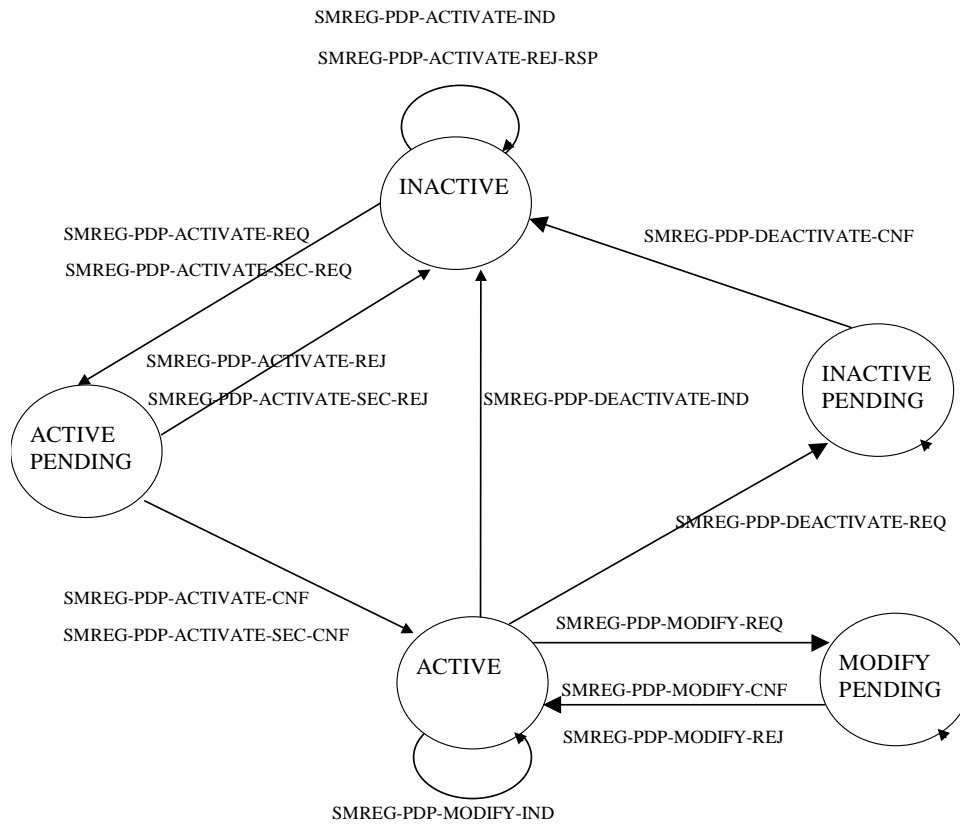 SMREG-PDP-ACTIVATE-IND
SMREG-PDP-ACTIVATE-REJ-RSP
INACTIVE
SMREG-PDP-ACTIVATE-REQ
SMREG-PDP-ACTIVATE-SEC-REQ
SMREG-PDP-DEACTIVATE-CNF
SMREG-PDP-ACTIVATE-REJ
SMREG-PDP-ACTIVATE-SEC-REJ
SMREG-PDP-DEACTIVATE-IND
INACTIVE
PENDING
ACTIVE
PENDING
SMREG-PDP-DEACTIVATE-REQ
SMREG-PDP-ACTIVATE-CNF
SMREG-PDP-ACTIVATE-SEC-CNF
SMREG-PDP-MODIFY-REQ
ACTIVE
MODIFY
PENDING
SMREG-PDP-MODIFY-CNF
SMREG-PDP-MODIFY-REJ
SMREG-PDP-MODIFY-IND